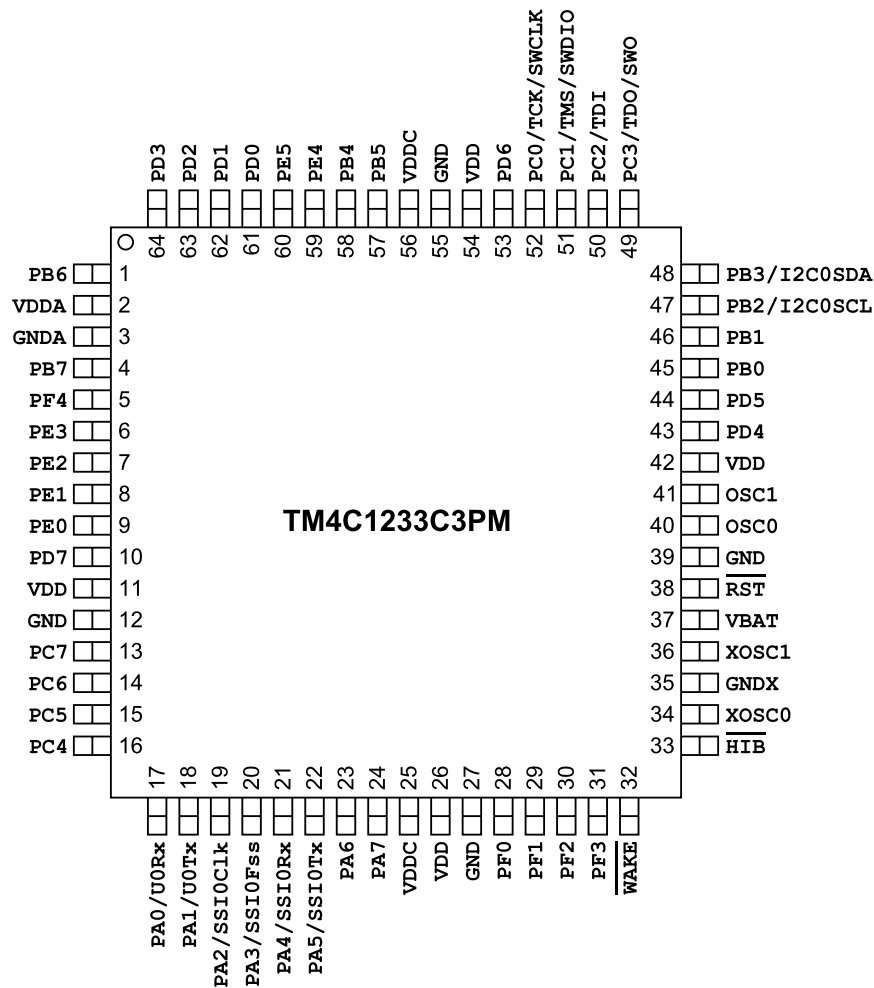 PC0/TCK/SWCLK
PC1/TMS/SWDIO
PC2/TDI
PC3/TDO/SWO
PD3
PD2
PD1
PD0
PE5
PE4
PB4
PB5
VDDC
GND
VDD
PD6
64
63
62
61
60
59
58
57
56
55
54
53
52
51
50
49
PB6 1
VDDA 2
GNDA 3
PB7 4
PF4 5
PE3 6
PE2 7
PE1 8
PE0 9
PD7 10
VDD 11
GND 12
PC7 13
PC6 14
PC5 15
PC4 16
TM4C1233C3PM
48 PB3/I2C0SDA
47 PB2/I2C0SCL
46 PB1
45 PB0
44 PD5
43 PD4
42 VDD
41 OSC1
40 OSC0
39 GND
38 RST
37 VBAT
36 XOSC1
35 GNDX
34 XOSC0
33 HIB
17
18
19
20
21
22
23
24
25
26
27
28
29
30
31
32
PA0/U0Rx
PA1/U0Tx
PA2/SSI0Clk
PA3/SSI0Fss
PA4/SSI0Rx
PA5/SSI0Tx
PA6
PA7
VDDC
VDD
GND
PF0
PF1
PF2
PF3
WAKE